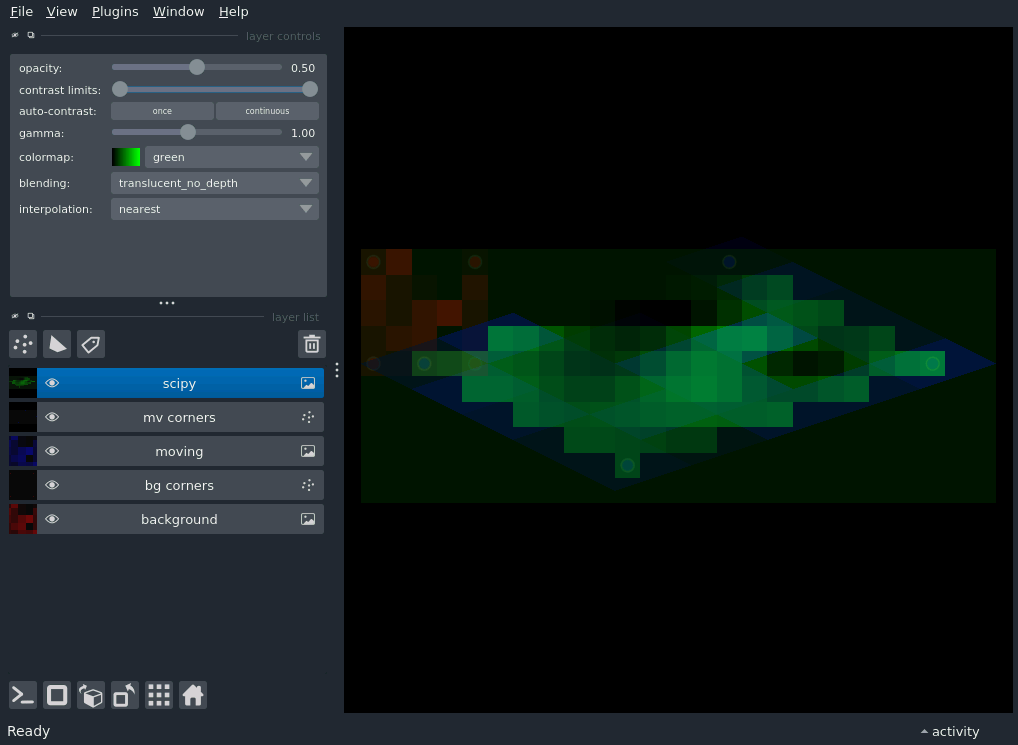 File View Plugins Window Help
layer controls
opacity: 0.50
contrast limits:
auto-contrast: once continuous
gamma: 1.00
colormap: green
blending: translucent_no_depth
interpolation: nearest
layer list
scipy
mv corners
moving
bg corners
background
Ready activity